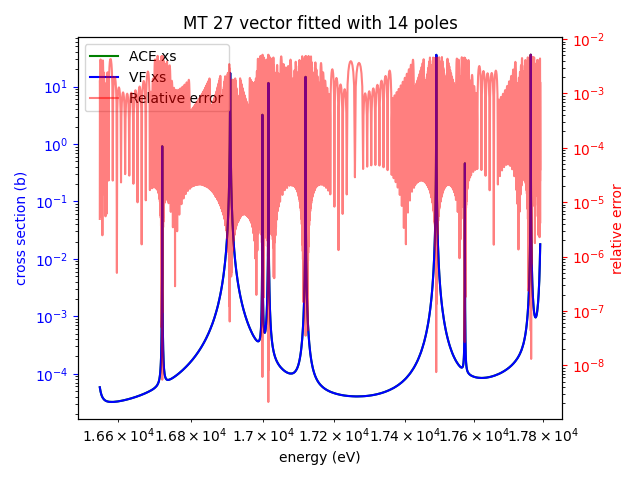 MT 27 vector fitted with 14 poles
ACE xs
VF xs
Relative error
cross section (b)
10¹
10⁰
10⁻¹
10⁻²
10⁻³
10⁻⁴
10⁻²
10⁻³
10⁻⁴
10⁻⁵
10⁻⁶
10⁻⁷
10⁻⁸
relative error
1.66 × 10⁴ 1.68 × 10⁴ 1.7 × 10⁴ 1.72 × 10⁴ 1.74 × 10⁴ 1.76 × 10⁴ 1.78 × 10⁴
energy (eV)